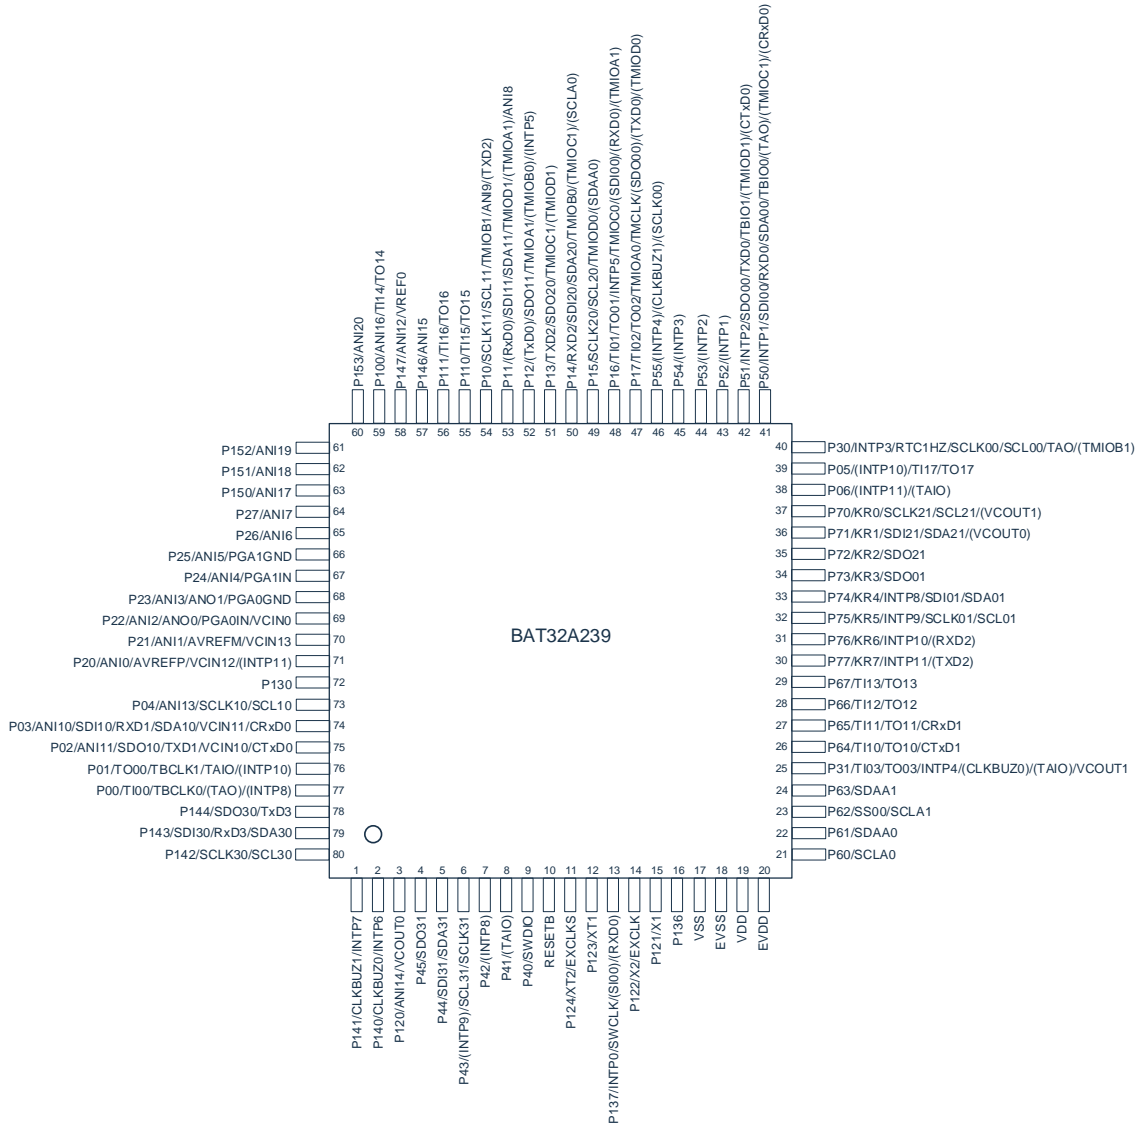 P153/ANI20
P100/ANI16/TI14/TO14
P147/ANI12/VREF0
P146/ANI15
P111/TI16/TO16
P110/TI15/TO15
P10/SCLK11/SCL11/TMIOB1/ANI9/(TXD2)
P11/(RxD0)/SDI11/SDA11/TMIOD1/(TMIOA1)/ANI8
P12/(TxD0)/SDO11/TMIOA1/(TMIOB0)/(INTP5)
P13/TXD2/SDO20/TMIOC1/(TMIOD1)
P14/RXD2/SDI20/SDA20/TMIOB0/(TMIOC1)/(SCLA0)
P15/SCLK20/SCL20/TMIOD0/(SDAA0)
P16/TI01/TO01/INTP5/TMIOC0/(SDI00)/(RXD0)/(TMIOA1)
P17/TI02/TO02/TMIOA0/TMCLK/(SDO00)/(TXD0)/(TMIOD0)
P55/(INTP4)/(CLKBUZ1)/(SCLK00)
P54/(INTP3)
P53/(INTP2)
P52/(INTP1)
P51/INTP2/SDO00/TXD0/TBIO1/(TMIOD1)/(CTxD0)
P50/INTP1/SDI00/RXD0/SDA00/TBIO0/(TAO)/(TMIOC1)/(CRxD0)
60 59 58 57 56 55 54 53 52 51 50 49 48 47 46 45 44 43 42 41
P152/ANI19 61
P151/ANI18 62
P150/ANI17 63
P27/ANI7 64
P26/ANI6 65
P25/ANI5/PGA1GND 66
P24/ANI4/PGA1IN 67
P23/ANI3/ANO1/PGA0GND 68
P22/ANI2/ANO0/PGA0IN/VCIN0 69
P21/ANI1/AVREFM/VCIN13 70
P20/ANI0/AVREFP/VCIN12/(INTP11) 71
P130 72
P04/ANI13/SCLK10/SCL10 73
P03/ANI10/SDI10/RXD1/SDA10/VCIN11/CRxD0 74
P02/ANI11/SDO10/TXD1/VCIN10/CTxD0 75
P01/TO00/TBCLK1/TAIO/(INTP10) 76
P00/TI00/TBCLK0/(TAO)/(INTP8) 77
P144/SDO30/TxD3 78
P143/SDI30/RxD3/SDA30 79
P142/SCLK30/SCL30 80
BAT32A239
40 P30/INTP3/RTC1HZ/SCLK00/SCL00/TAO/(TMIOB1)
39 P05/(INTP10)/TI17/TO17
38 P06/(INTP11)/(TAIO)
37 P70/KR0/SCLK21/SCL21/(VCOUT1)
36 P71/KR1/SDI21/SDA21/(VCOUT0)
35 P72/KR2/SDO21
34 P73/KR3/SDO01
33 P74/KR4/INTP8/SDI01/SDA01
32 P75/KR5/INTP9/SCLK01/SCL01
31 P76/KR6/INTP10/(RXD2)
30 P77/KR7/INTP11/(TXD2)
29 P67/TI13/TO13
28 P66/TI12/TO12
27 P65/TI11/TO11/CRxD1
26 P64/TI10/TO10/CTxD1
25 P31/TI03/TO03/INTP4/(CLKBUZ0)/(TAIO)/VCOUT1
24 P63/SDAA1
23 P62/SS00/SCLA1
22 P61/SDAA0
21 P60/SCLA0
1 2 3 4 5 6 7 8 9 10 11 12 13 14 15 16 17 18 19 20
P141/CLKBUZ1/INTP7
P140/CLKBUZ0/INTP6
P120/ANI14/VCOUT0
P45/SDO31
P44/SDI31/SDA31
P43/(INTP9)/SCL31/SCLK31
P42/(INTP8)
P41/(TAIO)
P40/SWDIO
RESETB
P124/XT2/EXCLKS
P123/XT1
P137/INTP0/SWCLK/(SI00)/(RXD0)
P122/X2/EXCLK
P121/X1
P136
VSS
EVSS
VDD
EVDD